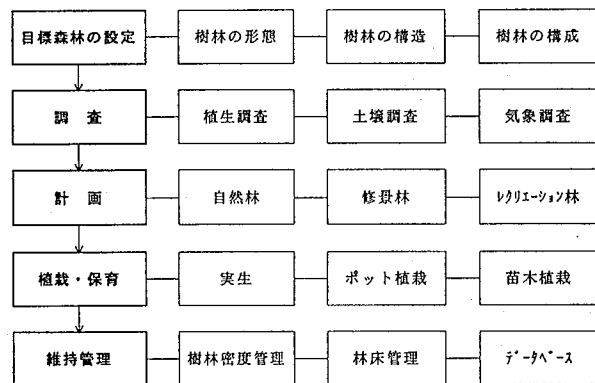 目標森林の設定 樹林の形態 樹林の構造 樹林の構成
調査 植生調査 土壌調査 気象調査
計画 自然林 修景林 ﾚｸﾘｴｰｼｮﾝ林
植栽・保育 実生 ポット植栽 苗木植栽
維持管理 樹林密度管理 林床管理 ﾃﾞｰﾀﾍﾞｰｽ